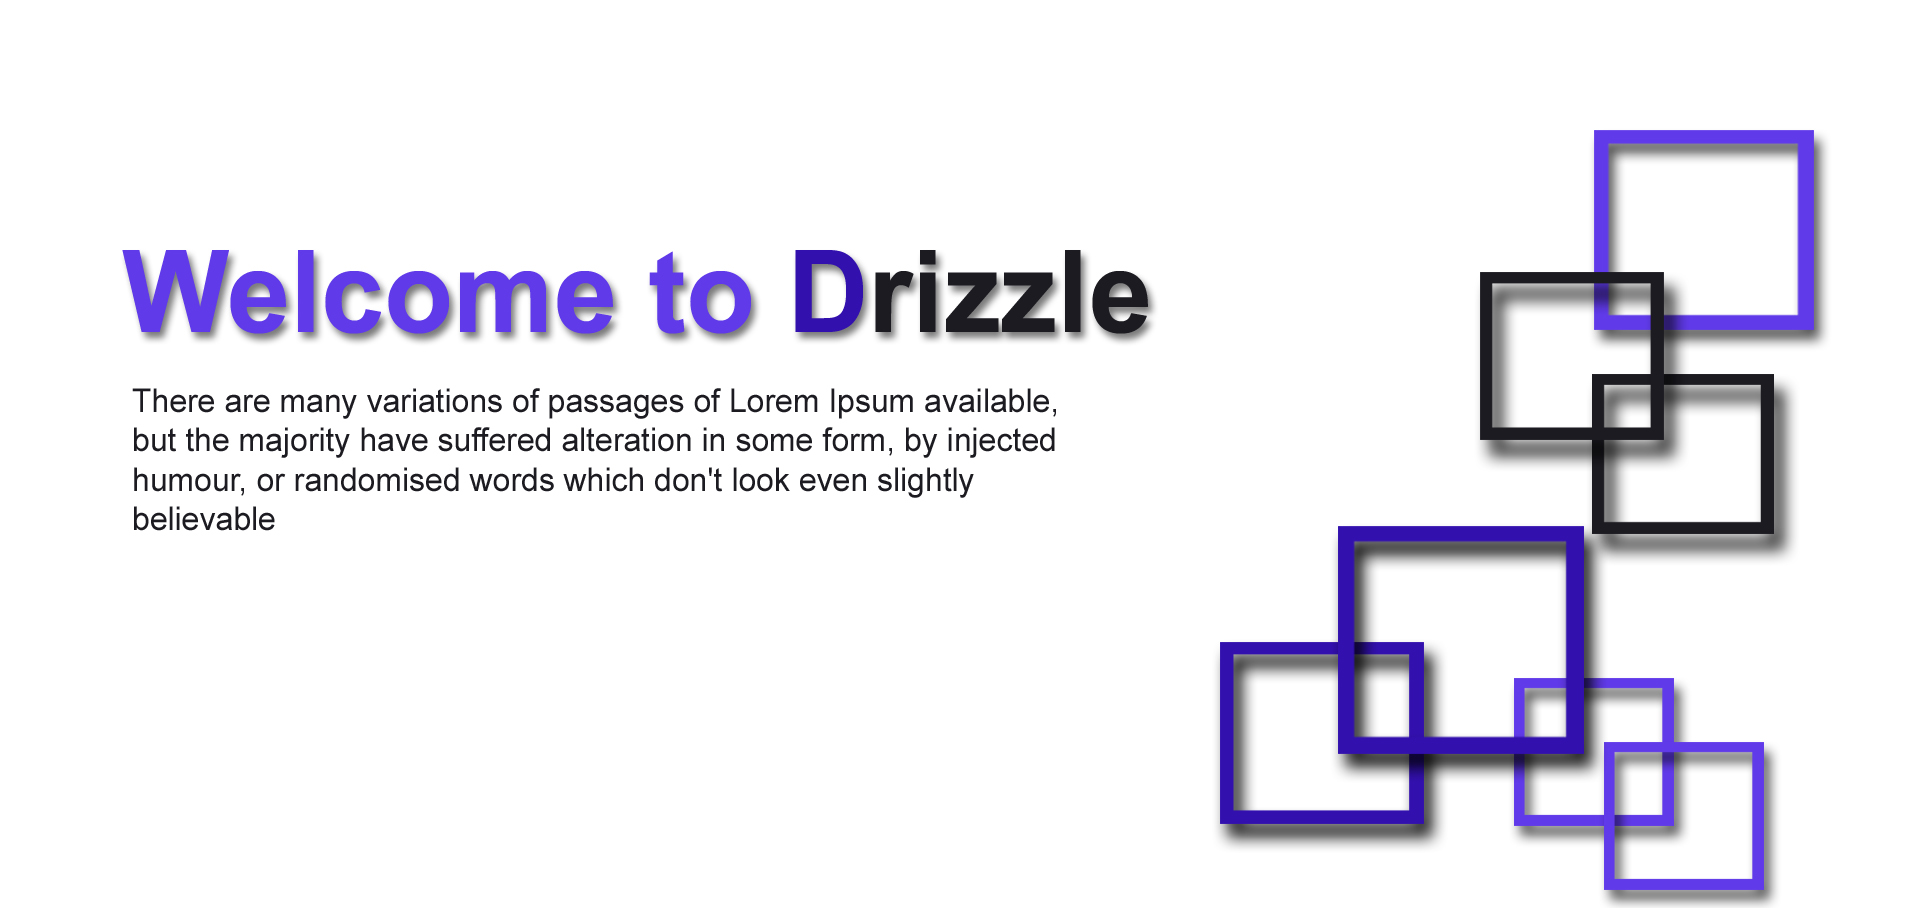 Welcome to Drizzle
There are many variations of passages of Lorem Ipsum available,
but the majority have suffered alteration in some form, by injected
humour, or randomised words which don't look even slightly
believable